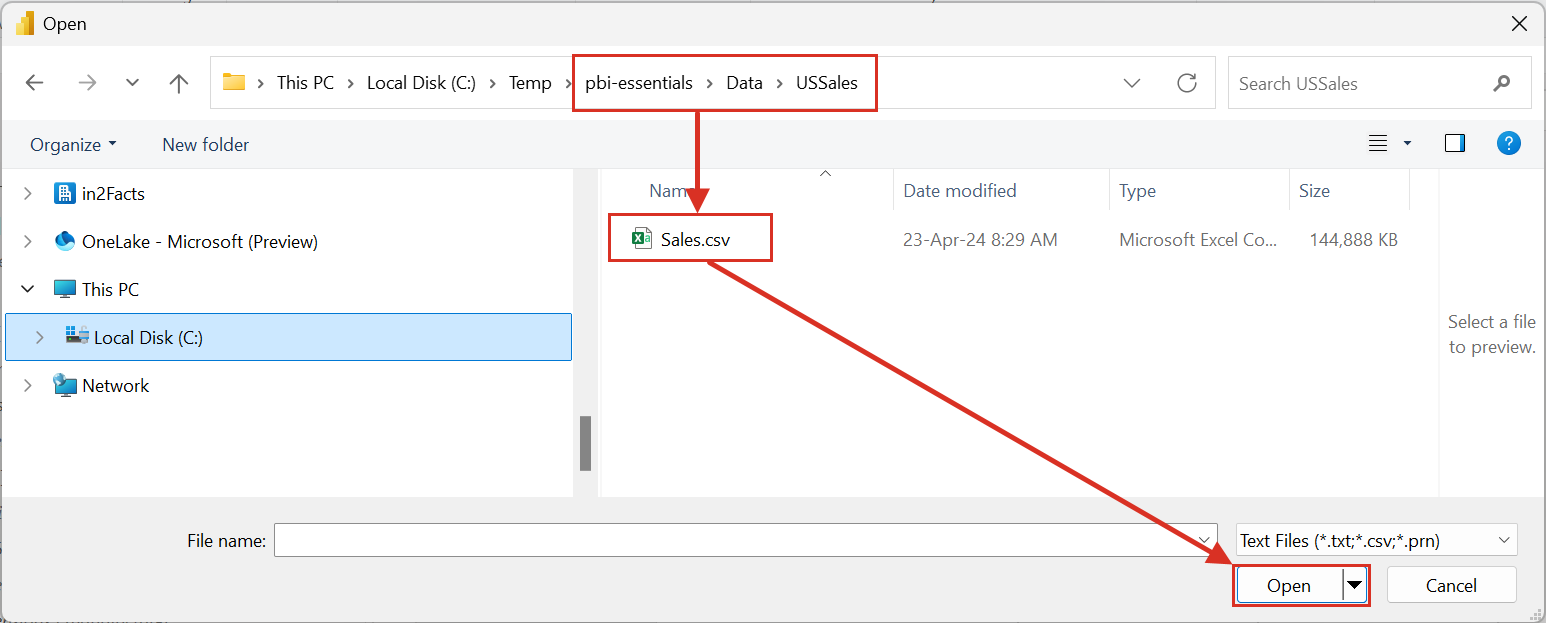 Open
This PC > Local Disk (C:) > Temp > pbi-essentials > Data > USSales
Search USSales
Organize
New folder
?
Name
Date modified
Type
Size
in2Facts
OneLake - Microsoft (Preview)
This PC
Local Disk (C:)
Network
Sales.csv
23-Apr-24 8:29 AM
Microsoft Excel Co...
144,888 KB
Select a file
to preview.
File name:
Text Files (*.txt;*.csv;*.prn)
Open
Cancel